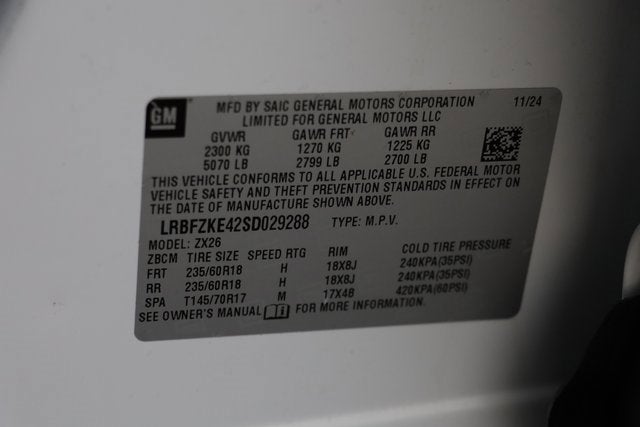 GM
MFD BY SAIC GENERAL MOTORS CORPORATION 11/24
LIMITED FOR GENERAL MOTORS LLC
GVWR GAWR FRT GAWR RR
2300 KG 1270 KG 1225 KG
5070 LB 2799 LB 2700 LB
THIS VEHICLE CONFORMS TO ALL APPLICABLE U.S. FEDERAL MOTOR
VEHICLE SAFETY AND THEFT PREVENTION STANDARDS IN EFFECT ON
THE DATE OF MANUFACTURE SHOWN ABOVE.
LRBFZKE42SD029288 TYPE: M.P.V.
MODEL: ZX26
ZBCM TIRE SIZE SPEED RTG RIM COLD TIRE PRESSURE
FRT 235/60R18 H 18X8J 240KPA(35PSI)
RR 235/60R18 H 18X8J 240KPA(35PSI)
SPA T145/70R17 M 17X4B 420KPA(60PSI)
SEE OWNER'S MANUAL FOR MORE INFORMATION.